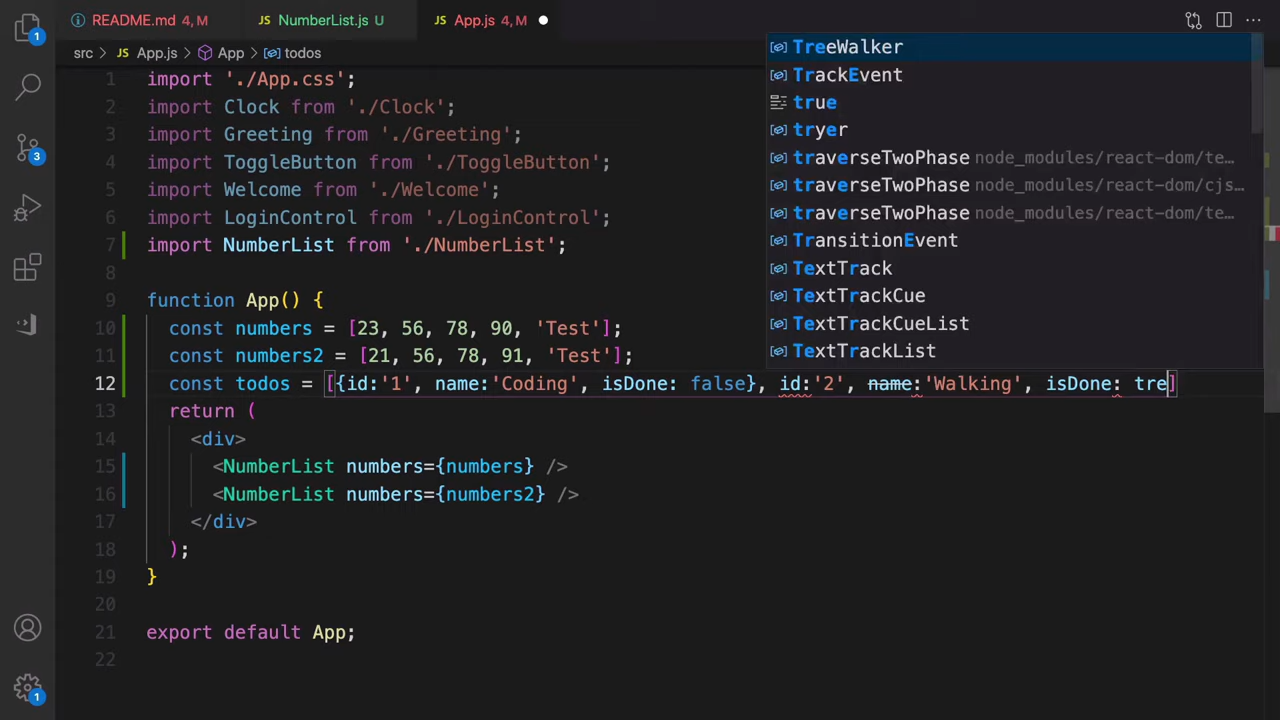 README.md 4, M
JS NumberList.js U
JS App.js 4, M
src > JS App.js > App > todos
1 import './App.css';
2 import Clock from './Clock';
3 import Greeting from './Greeting';
4 import ToggleButton from './ToggleButton';
5 import Welcome from './Welcome';
6 import LoginControl from './LoginControl';
7 import NumberList from './NumberList';
8
9 function App() {
10 const numbers = [23, 56, 78, 90, 'Test'];
11 const numbers2 = [21, 56, 78, 91, 'Test'];
12 const todos = [{id:'1', name:'Coding', isDone: false}, id:'2', name:'Walking', isDone: tre]
13 return (
14 <div>
15 <NumberList numbers={numbers} />
16 <NumberList numbers={numbers2} />
17 </div>
18 );
19 }
20
21 export default App;
22
TreeWalker
TrackEvent
true
tryer
traverseTwoPhase node_modules/react-dom/te…
traverseTwoPhase node_modules/react-dom/cjs…
traverseTwoPhase node_modules/react-dom/te…
TransitionEvent
TextTrack
TextTrackCue
TextTrackCueList
TextTrackList
1
3
1